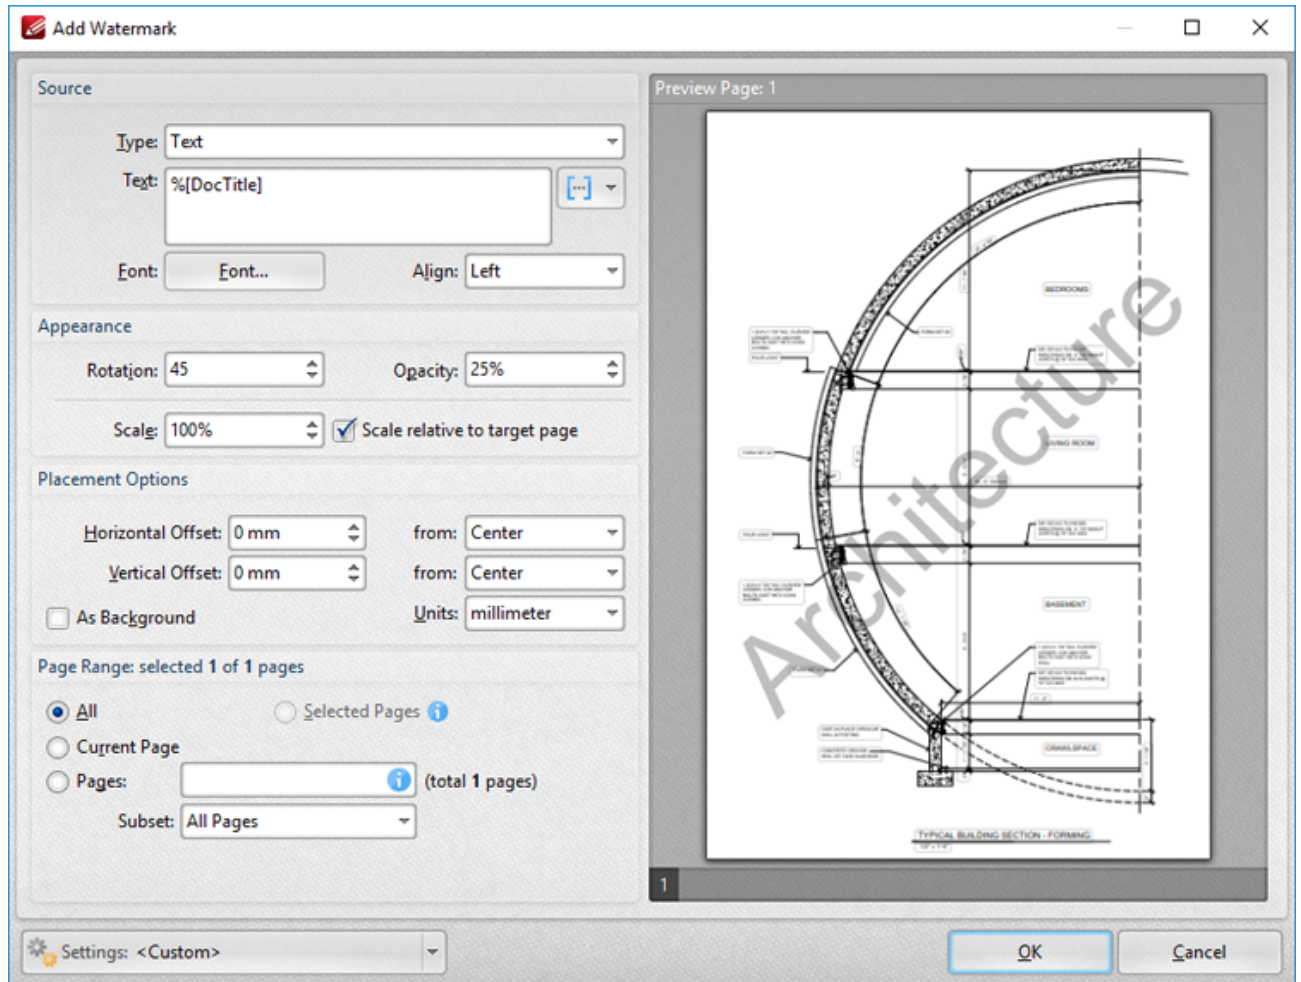 Add Watermark
Source
Type: Text
Text: %[DocTitle]
Font: Font... Align: Left
Appearance
Rotation: 45 Opacity: 25%
Scale: 100% Scale relative to target page
Placement Options
Horizontal Offset: 0 mm from: Center
Vertical Offset: 0 mm from: Center
As Background Units: millimeter
Page Range: selected 1 of 1 pages
All Selected Pages
Current Page
Pages: (total 1 pages)
Subset: All Pages
Settings: <Custom>
Preview Page: 1
BEDROOMS
LIVING ROOM
BASEMENT
CRAWLSPACE
Architecture
TYPICAL BUILDING SECTION - FORMING
1
OK Cancel